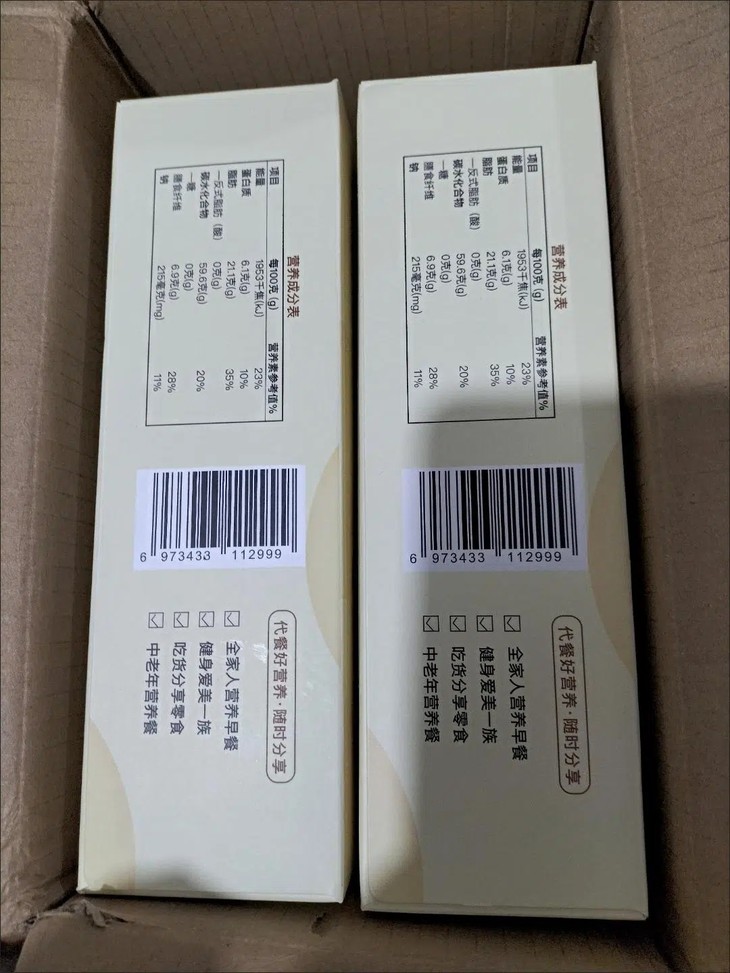 营养成分表
项目 每100克 (g) 营养素参考值%
能量 1953千焦(kJ) 23%
蛋白质 6.1克(g) 10%
脂肪 21.1克(g) 35%
一反式脂肪（酸） 0克(g)
碳水化合物 59.6克(g) 20%
一糖 0克(g)
膳食纤维 6.9克(g) 28%
钠 215毫克(mg) 11%
6 973433 112999
代餐好营养·随时分享
全家人营养早餐
健身爱美一族
吃货分享零食
中老年营养餐
营养成分表
项目 每100克 (g) 营养素参考值%
能量 1953千焦(kJ) 23%
蛋白质 6.1克(g) 10%
脂肪 21.1克(g) 35%
一反式脂肪（酸） 0克(g)
碳水化合物 59.6克(g) 20%
一糖 0克(g)
膳食纤维 6.9克(g) 28%
钠 215毫克(mg) 11%
6 973433 112999
代餐好营养·随时分享
全家人营养早餐
健身爱美一族
吃货分享零食
中老年营养餐